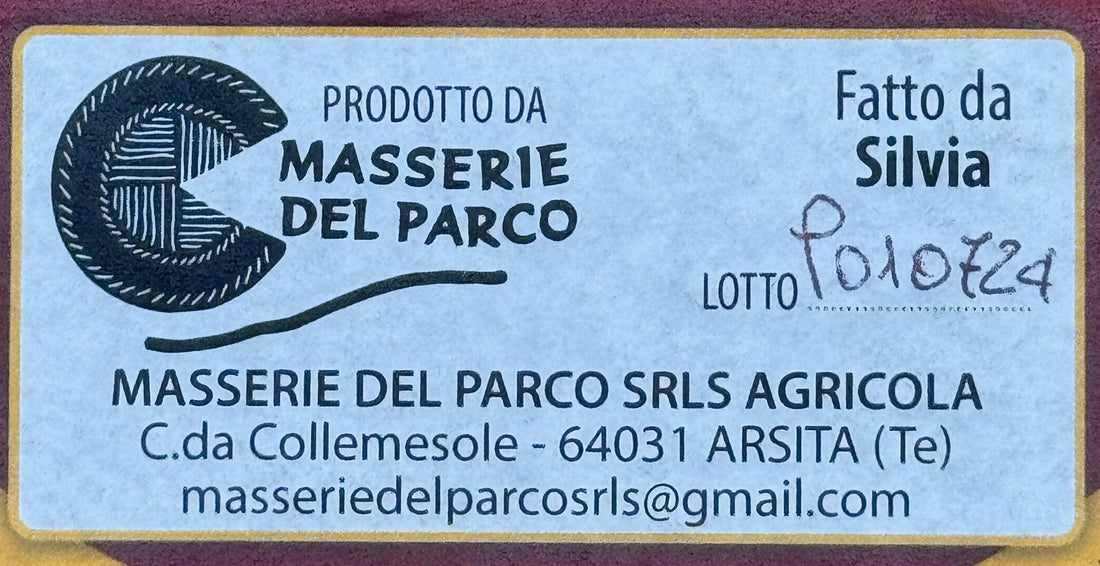 PRODOTTO DA
MASSERIE
DEL PARCO
Fatto da
Silvia
LOTTO P010724
MASSERIE DEL PARCO SRLS AGRICOLA
C.da Collemesole - 64031 ARSITA (Te)
masseriedelparcosrls@gmail.com